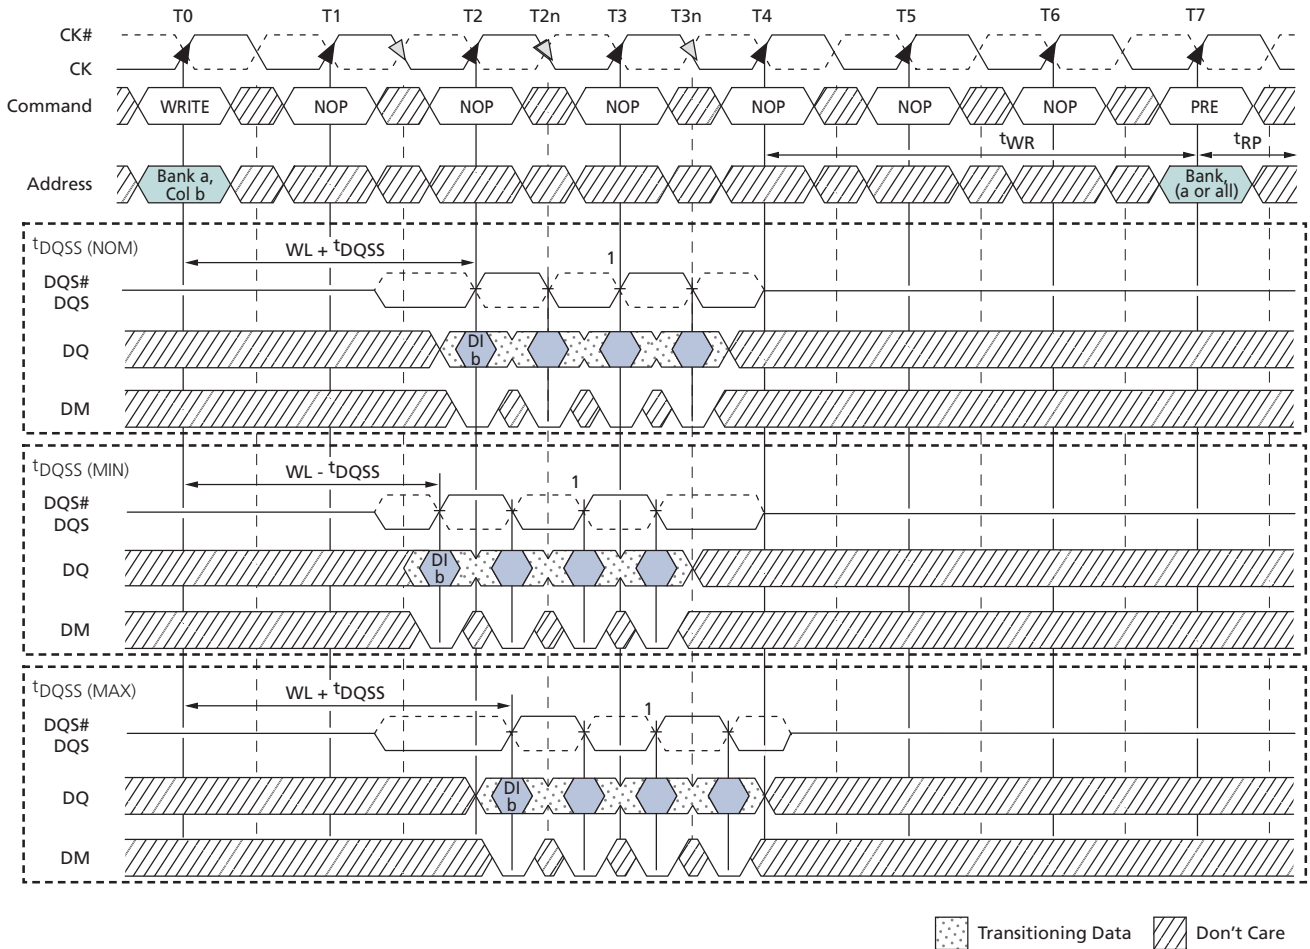 T0 T1 T2 T2n T3 T3n T4 T5 T6 T7
CK#
CK
Command WRITE NOP NOP NOP NOP NOP NOP PRE
tWR tRP
Address Bank a, Col b Bank, (a or all)
tDQSS (NOM)
WL + tDQSS
1
DQS#
DQS
DQ DI b
DM
tDQSS (MIN)
WL - tDQSS
1
DQS#
DQS
DQ DI b
DM
tDQSS (MAX)
WL + tDQSS
1
DQS#
DQS
DQ DI b
DM
Transitioning Data Don't Care